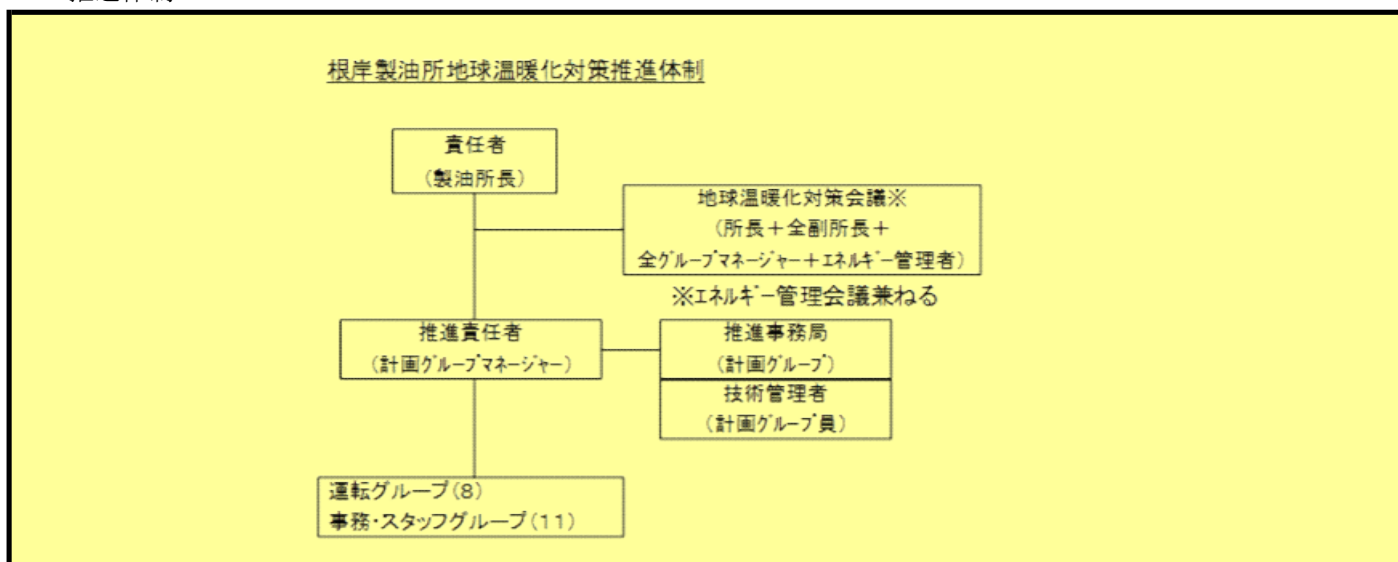 根岸製油所地球温暖化対策推進体制
責任者
（製油所長）
地球温暖化対策会議※
（所長＋全副所長＋
全ｸﾞﾙｰﾌﾟﾏﾈｰｼﾞｬｰ＋ｴﾈﾙｷﾞｰ管理者）
※ｴﾈﾙｷﾞｰ管理会議兼ねる
推進責任者
（計画ｸﾞﾙｰﾌﾟﾏﾈｰｼﾞｬｰ）
推進事務局
（計画ｸﾞﾙｰﾌﾟ）
技術管理者
（計画ｸﾞﾙｰﾌﾟ員）
運転グループ（8）
事務・スタッフグループ（11）